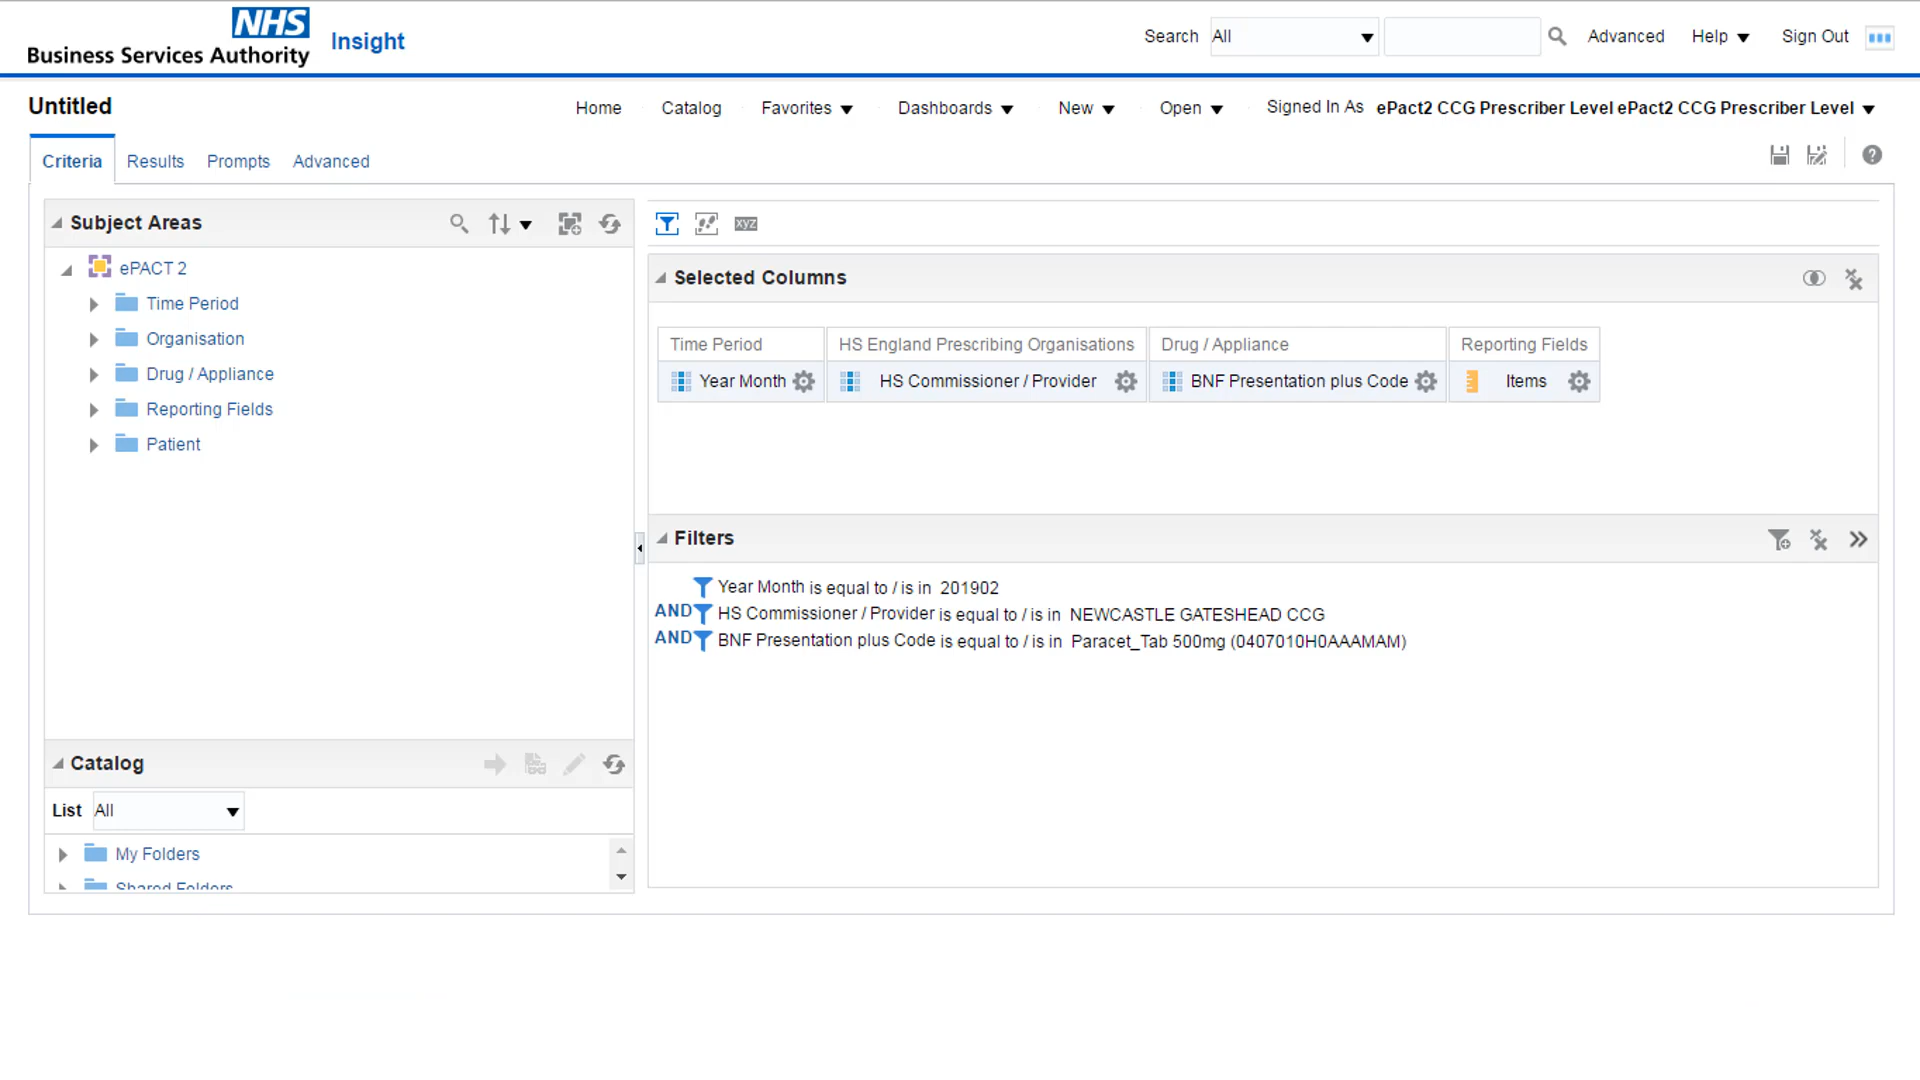 NHS
Business Services Authority
Insight
Search All Advanced Help Sign Out
Untitled
Home Catalog Favorites Dashboards New Open Signed In As ePact2 CCG Prescriber Level ePact2 CCG Prescriber Level
Criteria Results Prompts Advanced
Subject Areas
ePACT 2
Time Period
Organisation
Drug / Appliance
Reporting Fields
Patient
xyz
Selected Columns
Time Period HS England Prescribing Organisations Drug / Appliance Reporting Fields
Year Month HS Commissioner / Provider BNF Presentation plus Code Items
Filters
Year Month is equal to / is in 201902
AND HS Commissioner / Provider is equal to / is in NEWCASTLE GATESHEAD CCG
AND BNF Presentation plus Code is equal to / is in Paracet_Tab 500mg (0407010H0AAAMAM)
Catalog
List All
My Folders
Shared Folders